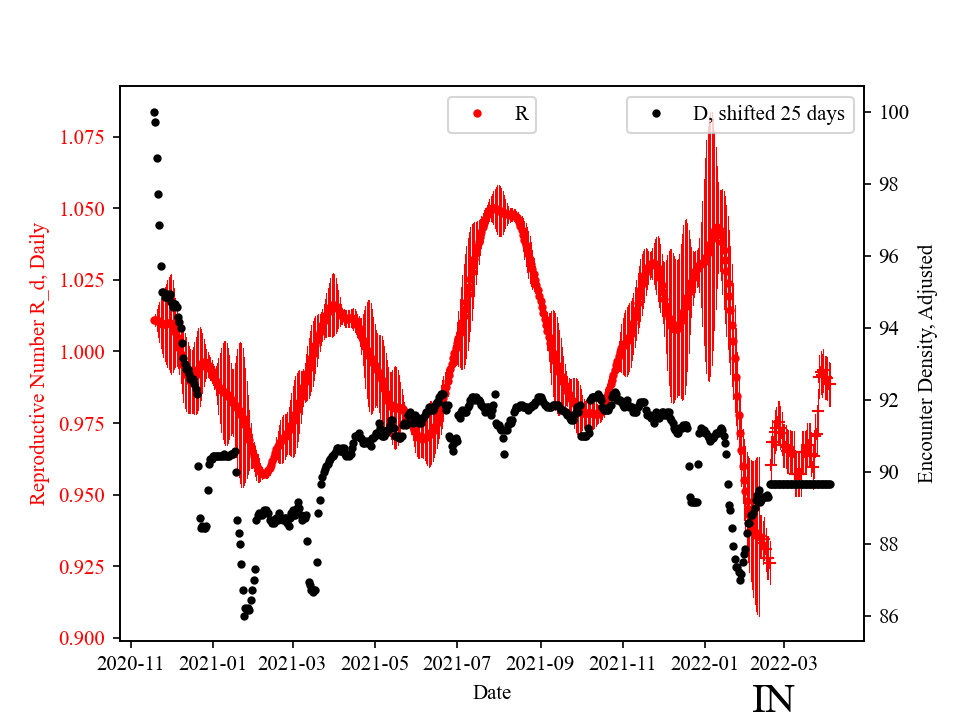 R
D, shifted 25 days
1.075
1.050
1.025
1.000
0.975
0.950
0.925
0.900
Reproductive Number R_d, Daily
100
98
96
94
92
90
88
86
Encounter Density, Adjusted
2020-11 2021-01 2021-03 2021-05 2021-07 2021-09 2021-11 2022-01 2022-03
Date
IN